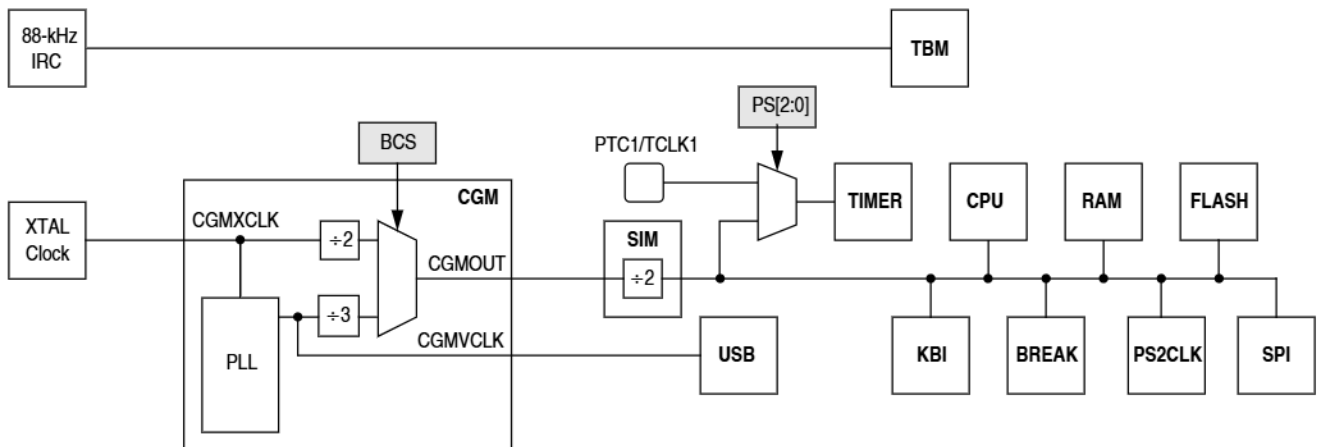 88-kHz
IRC
TBM
PS[2:0]
BCS
PTC1/TCLK1
CGM
TIMER
CPU
RAM
FLASH
XTAL
Clock
CGMXCLK
÷2
SIM
CGMOUT
÷2
÷3
CGMVCLK
PLL
USB
KBI
BREAK
PS2CLK
SPI